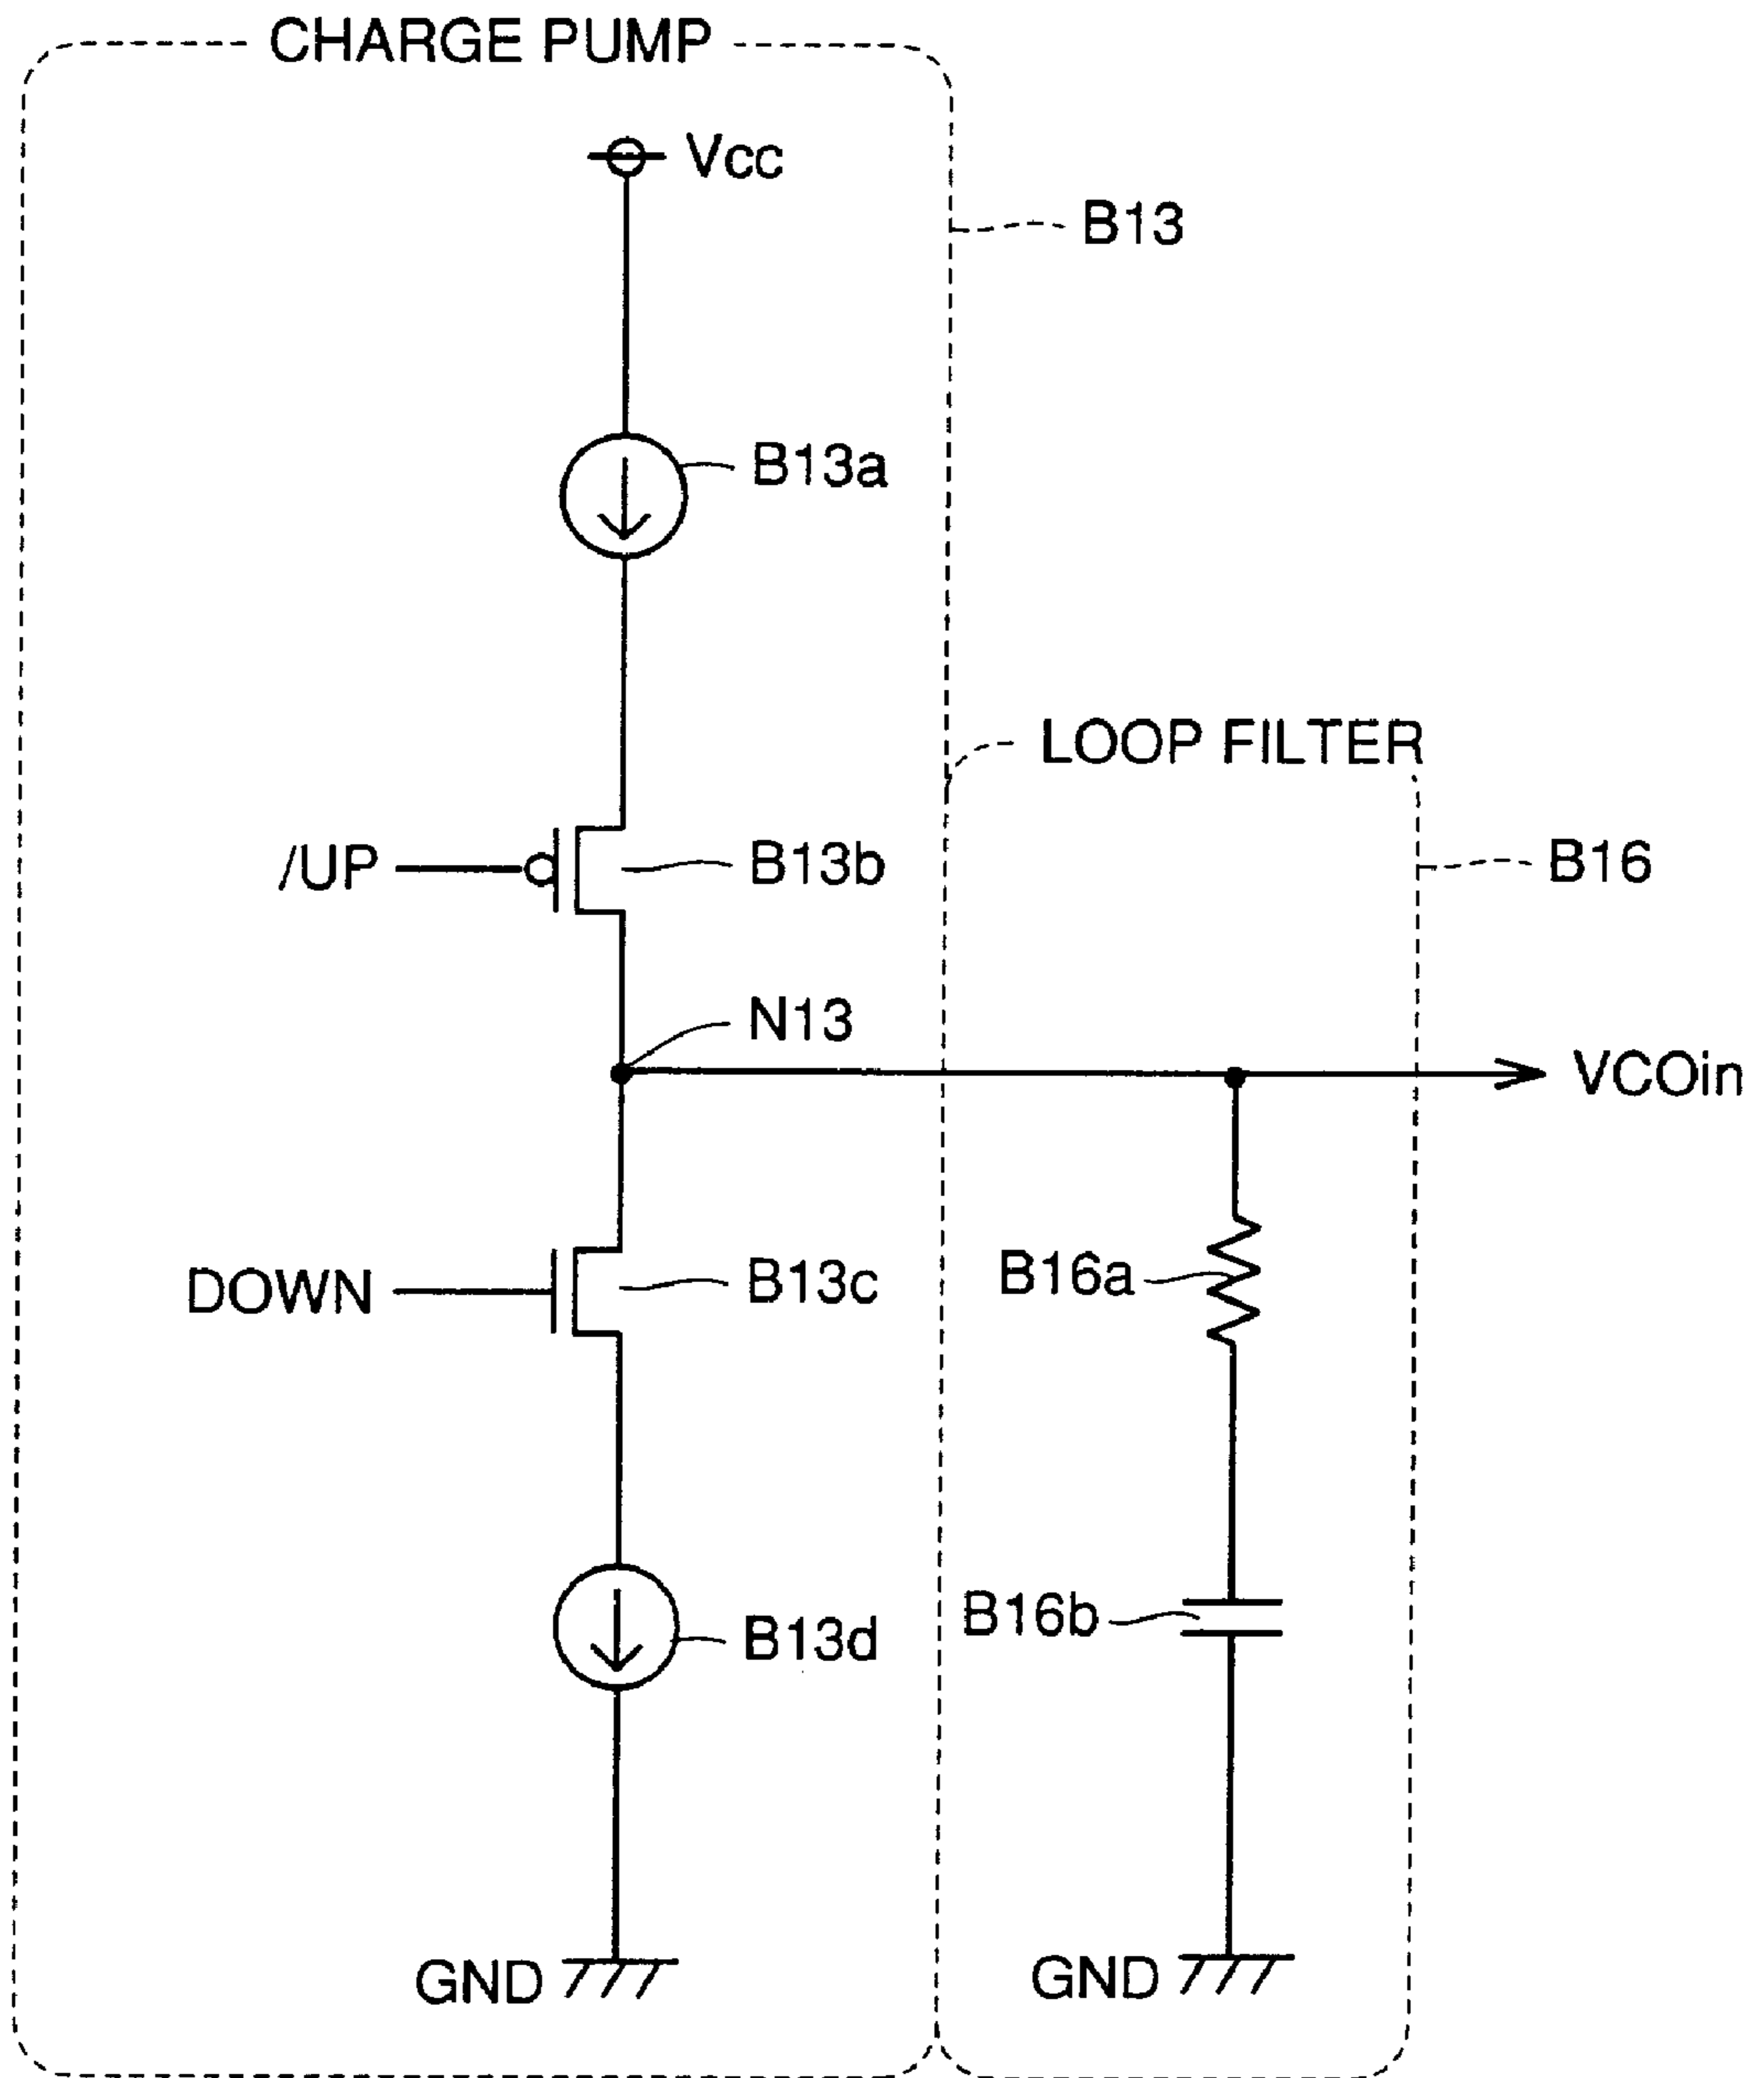 CHARGE PUMP
Vcc
B13
B13a
LOOP FILTER
/UP
B13b
B16
N13
VCOin
DOWN
B13c
B16a
B13d
B16b
GND
GND